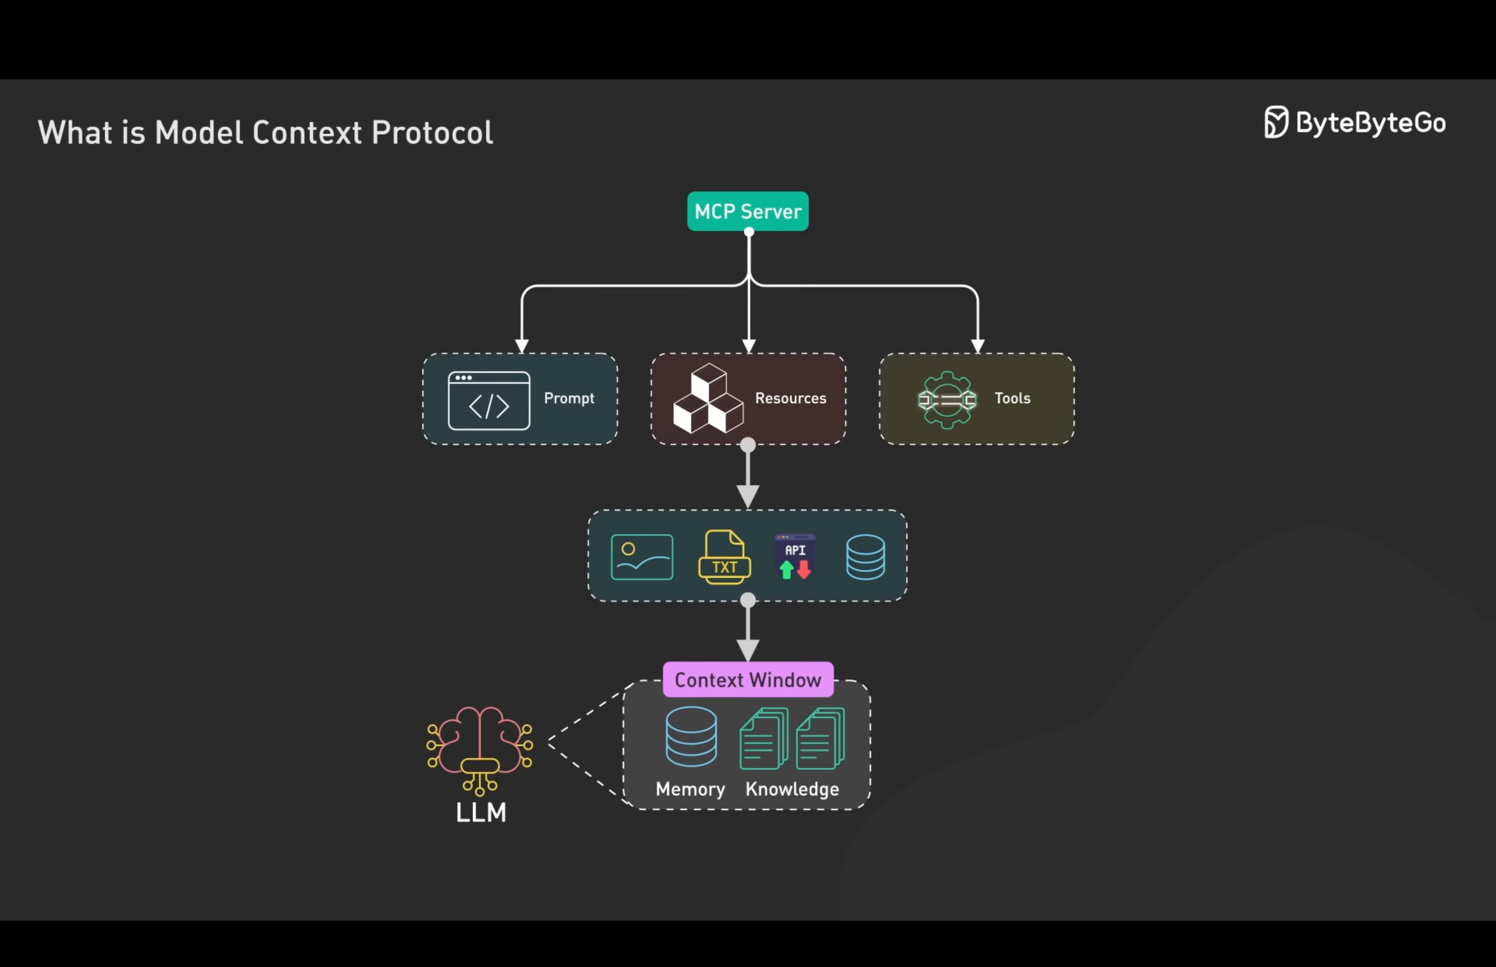 What is Model Context Protocol
ByteByteGo
MCP Server
Prompt
Resources
Tools
TXT
API
Context Window
Memory
Knowledge
LLM